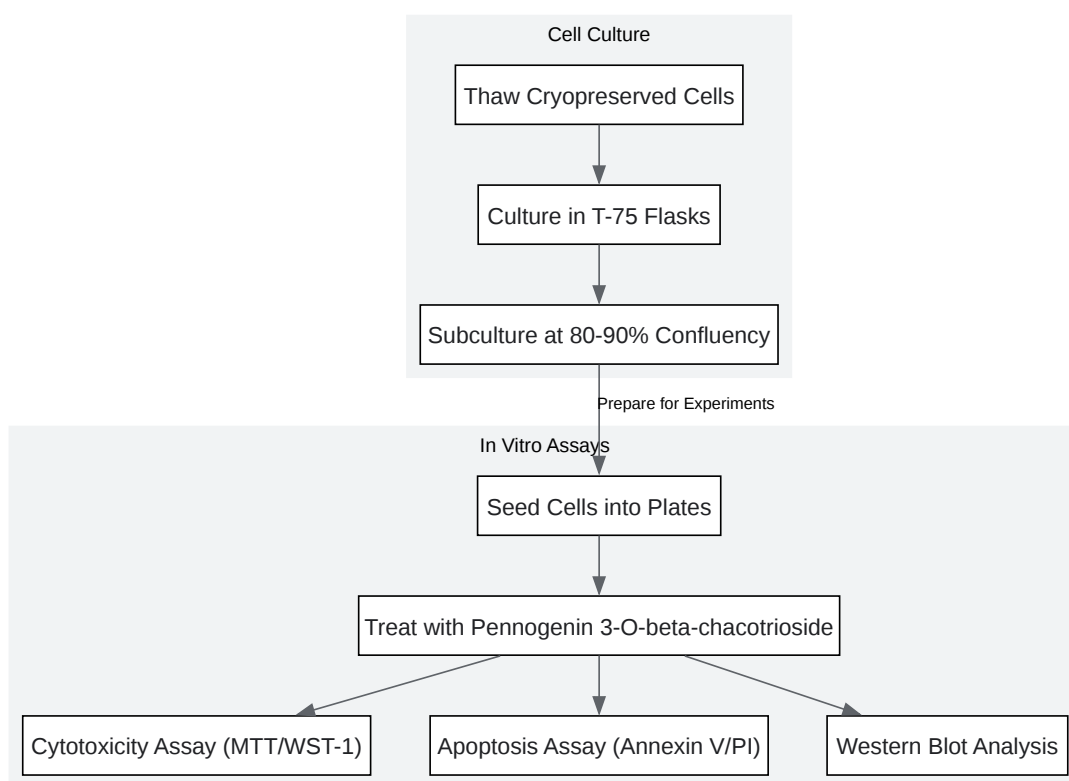 Cell Culture
Thaw Cryopreserved Cells
Culture in T-75 Flasks
Subculture at 80-90% Confluency
Prepare for Experiments
In Vitro Assays
Seed Cells into Plates
Treat with Pennogenin 3-O-beta-chacotrioside
Cytotoxicity Assay (MTT/WST-1)
Apoptosis Assay (Annexin V/PI)
Western Blot Analysis